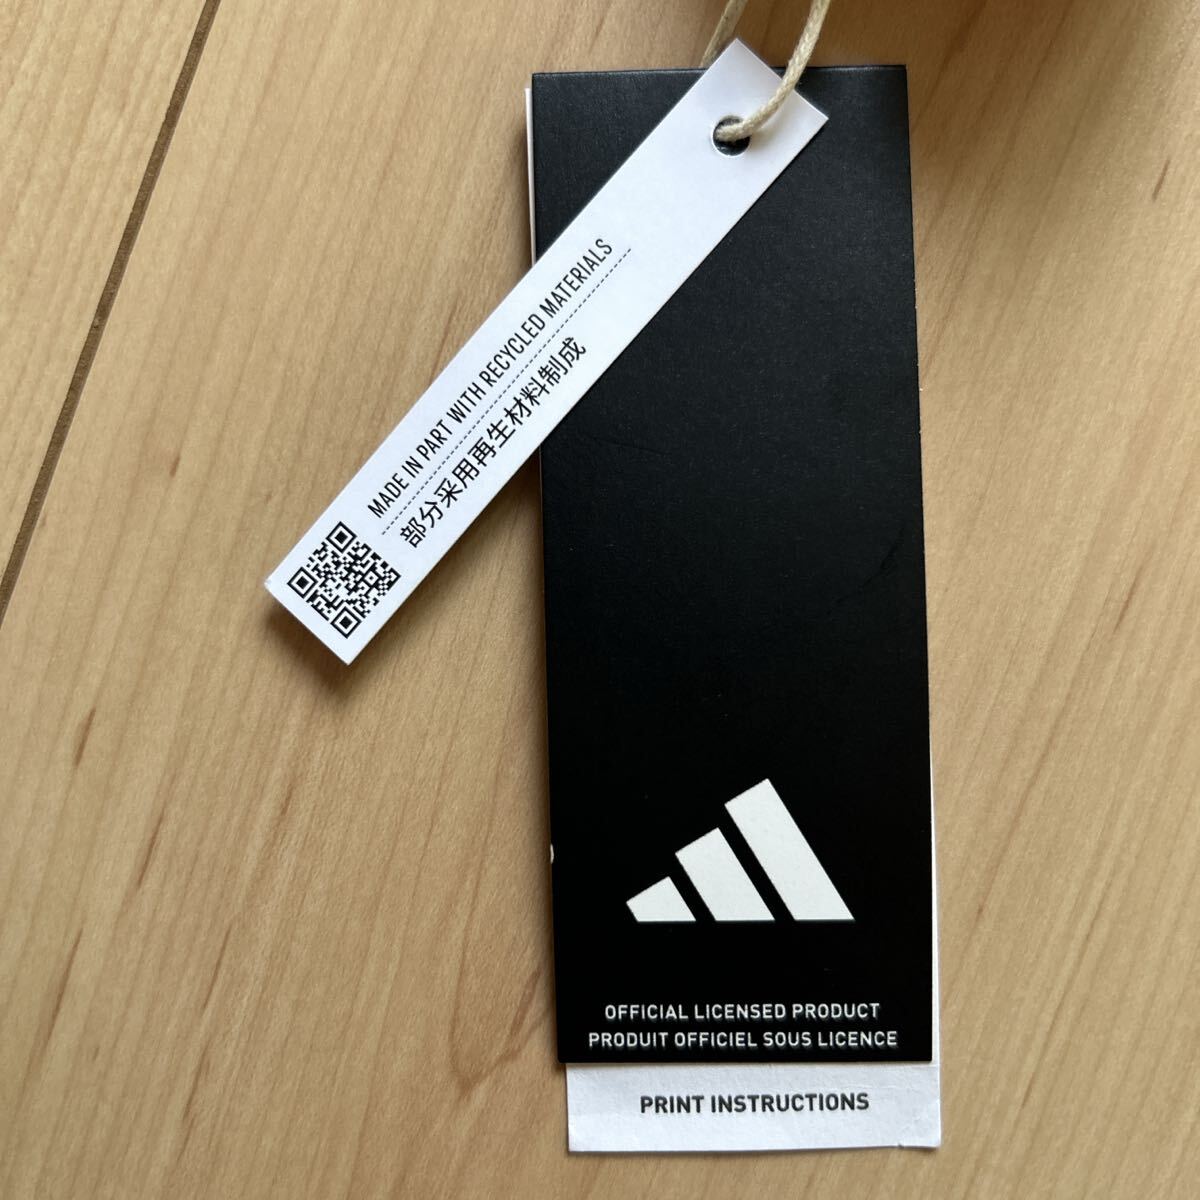 MADE IN PART WITH RECYCLED MATERIALS
部分采用再生材料制成
OFFICIAL LICENSED PRODUCT
PRODUIT OFFICIEL SOUS LICENCE
PRINT INSTRUCTIONS